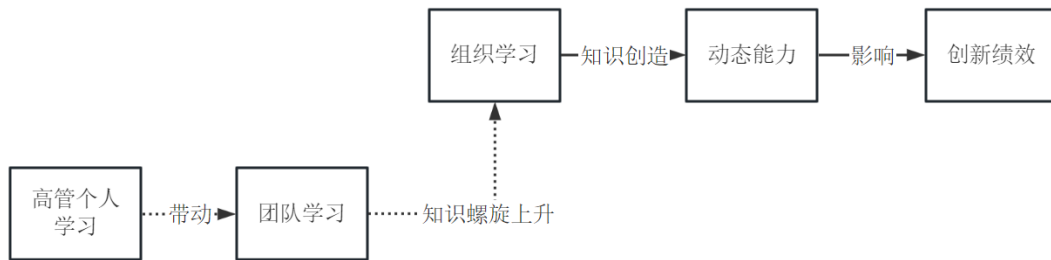 组织学习
知识创造
动态能力
影响
创新绩效
高管个人
学习
带动
团队学习
知识螺旋上升